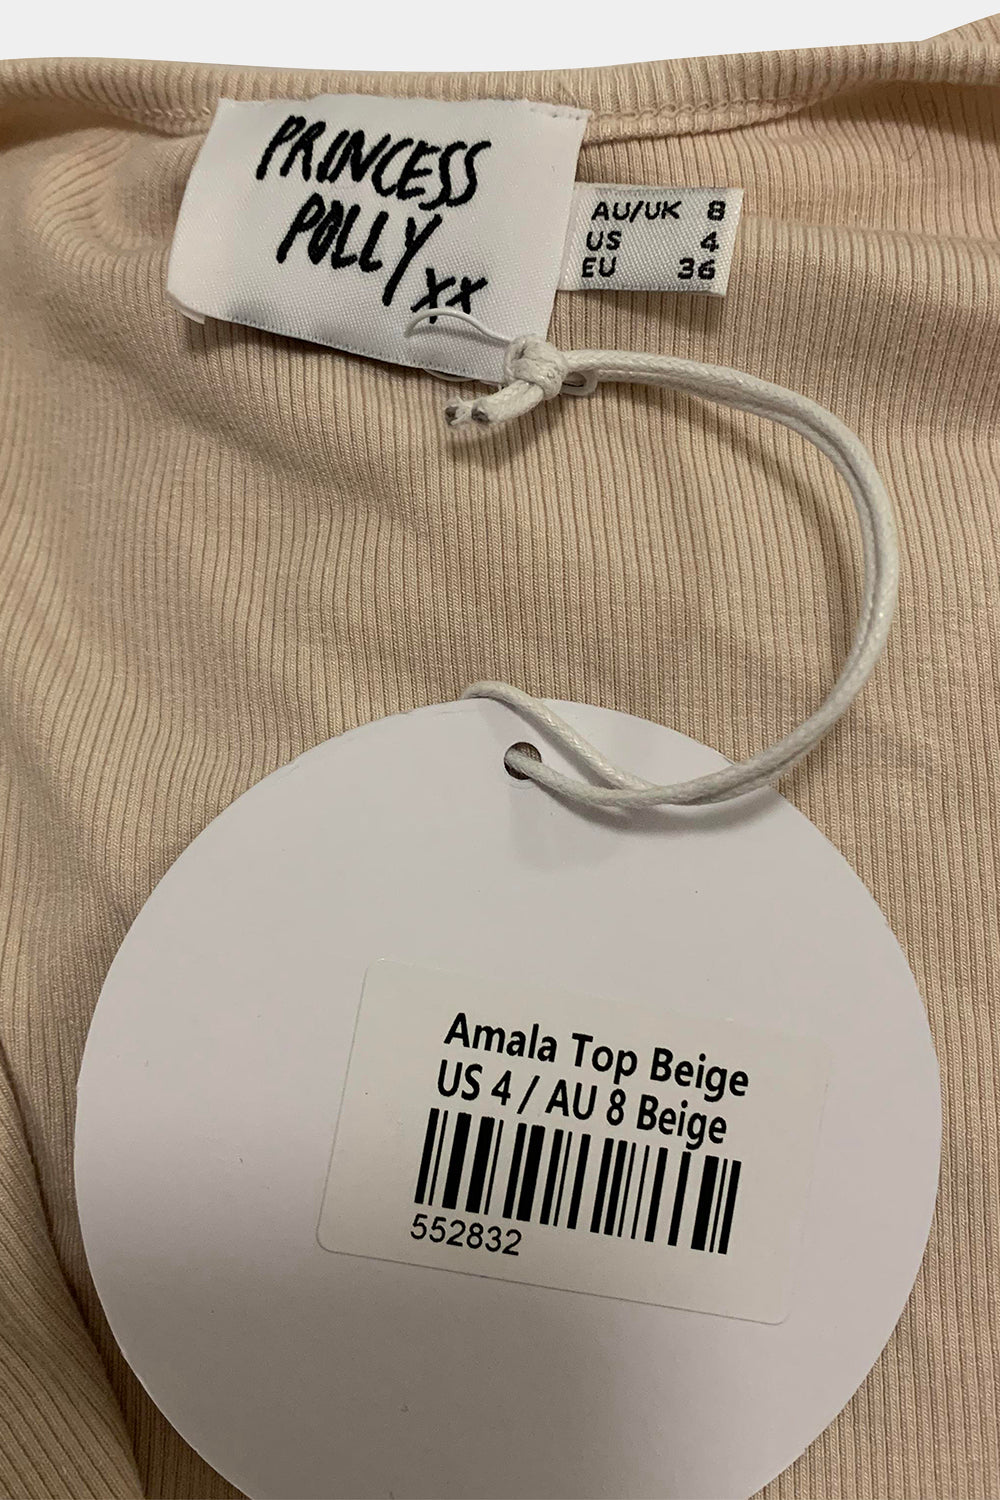 PRINCESS
POLLY
xx
AU/UK 8
US 4
EU 36
Amala Top Beige
US 4 / AU 8 Beige
552832